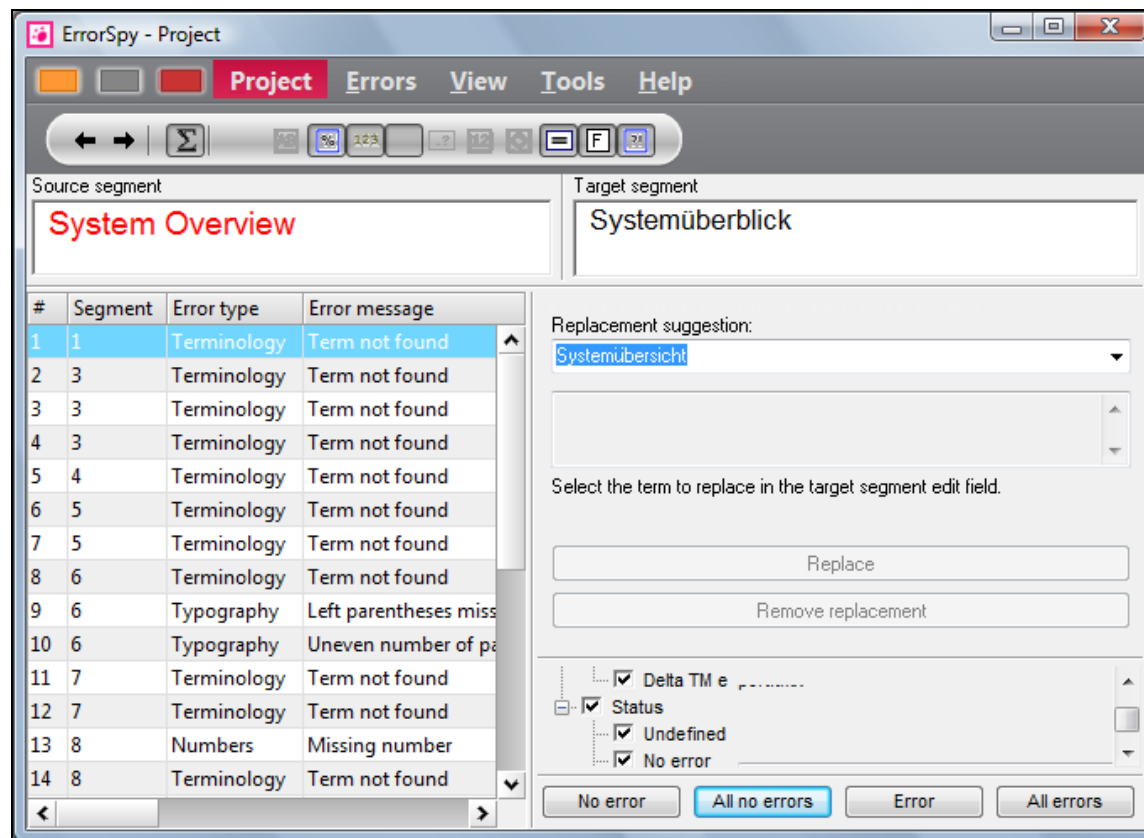 ErrorSpy - Project
Project Errors View Tools Help
Σ % 123 .? 12 = F ?!
Source segment Target segment
System Overview Systemüberblick
# Segment Error type Error message
1 1 Terminology Term not found
2 3 Terminology Term not found
3 3 Terminology Term not found
4 3 Terminology Term not found
5 4 Terminology Term not found
6 5 Terminology Term not found
7 5 Terminology Term not found
8 6 Terminology Term not found
9 6 Typography Left parentheses miss
10 6 Typography Uneven number of pa
11 7 Terminology Term not found
12 7 Terminology Term not found
13 8 Numbers Missing number
14 8 Terminology Term not found
Replacement suggestion:
Systemübersicht
Select the term to replace in the target segment edit field.
Replace
Remove replacement
Delta TM e
Status
Undefined
No error
No error All no errors Error All errors